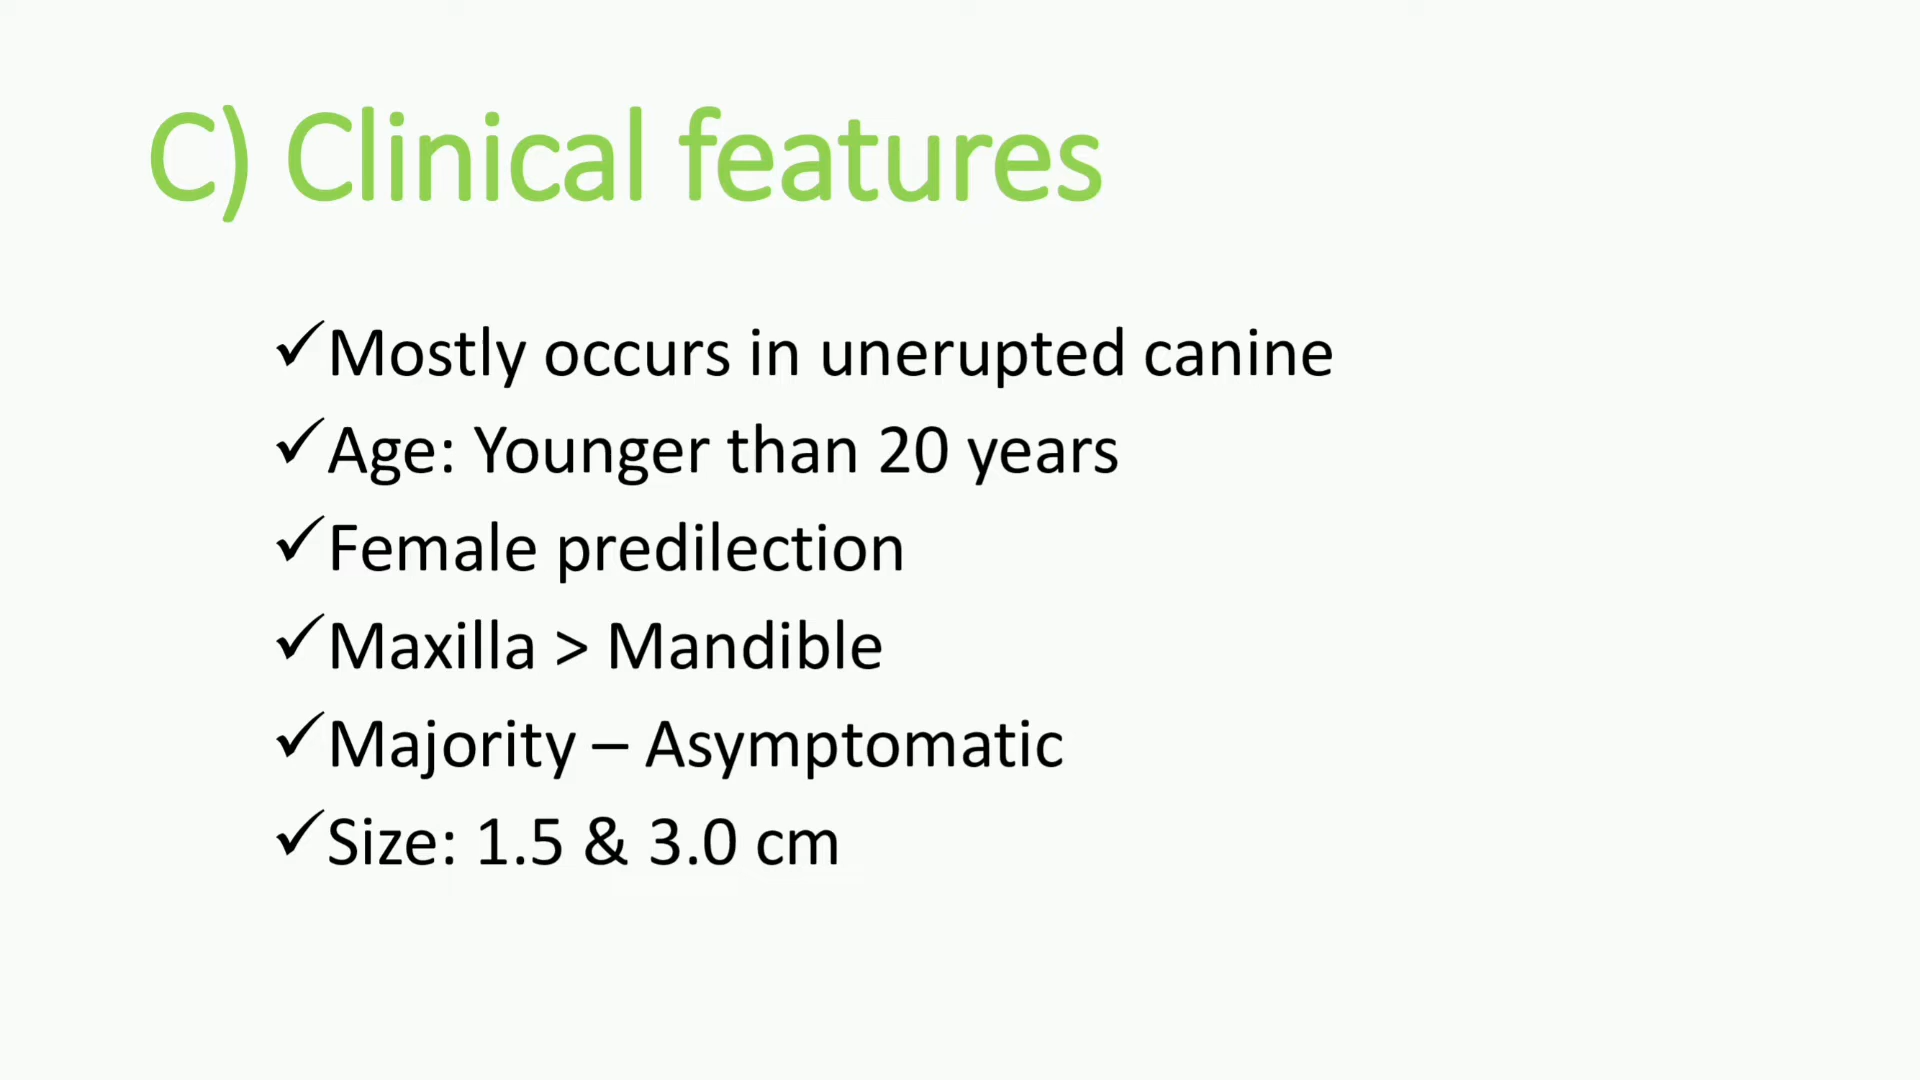 C) Clinical features
✓Mostly occurs in unerupted canine
✓Age: Younger than 20 years
✓Female predilection
✓Maxilla > Mandible
✓Majority – Asymptomatic
✓Size: 1.5 & 3.0 cm